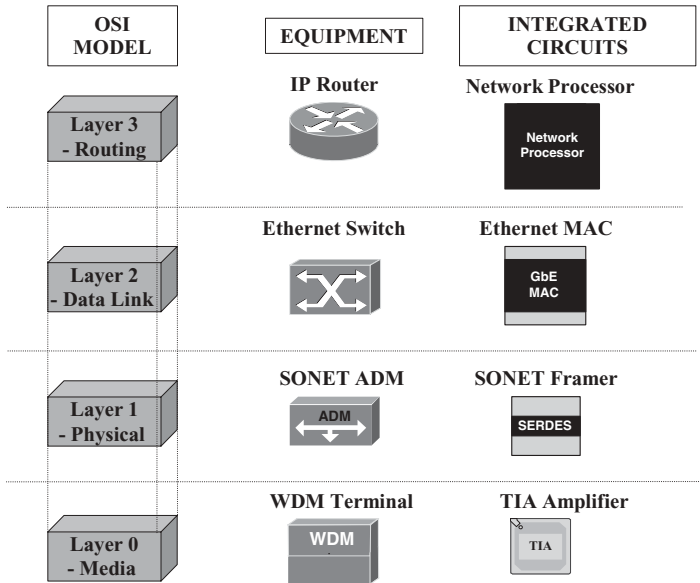 OSI
MODEL
EQUIPMENT
INTEGRATED
CIRCUITS
Layer 3
- Routing
IP Router
Network Processor
Network
Processor
Layer 2
- Data Link
Ethernet Switch
Ethernet MAC
GbE
MAC
Layer 1
- Physical
SONET ADM
ADM
SONET Framer
SERDES
Layer 0
- Media
WDM Terminal
WDM
TIA Amplifier
TIA